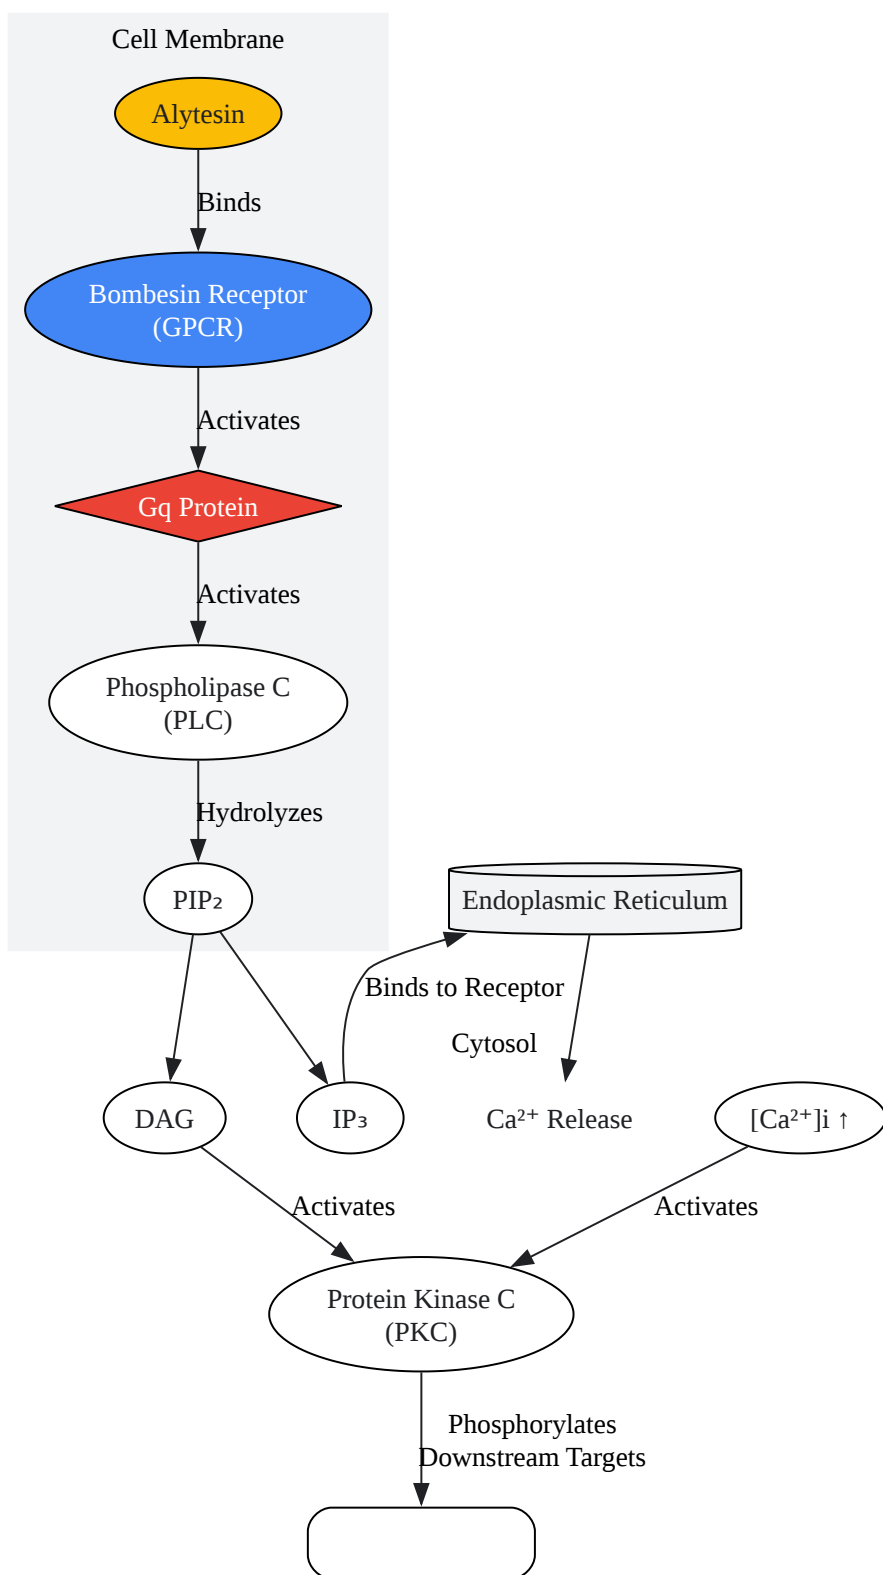 Cell Membrane
Alytesin
Binds
Bombesin Receptor
(GPCR)
Activates
Gq Protein
Activates
Phospholipase C
(PLC)
Hydrolyzes
PIP₂
Endoplasmic Reticulum
Binds to Receptor
Cytosol
DAG
IP₃
Ca²⁺ Release
[Ca²⁺]i ↑
Activates
Activates
Protein Kinase C
(PKC)
Phosphorylates
Downstream Targets